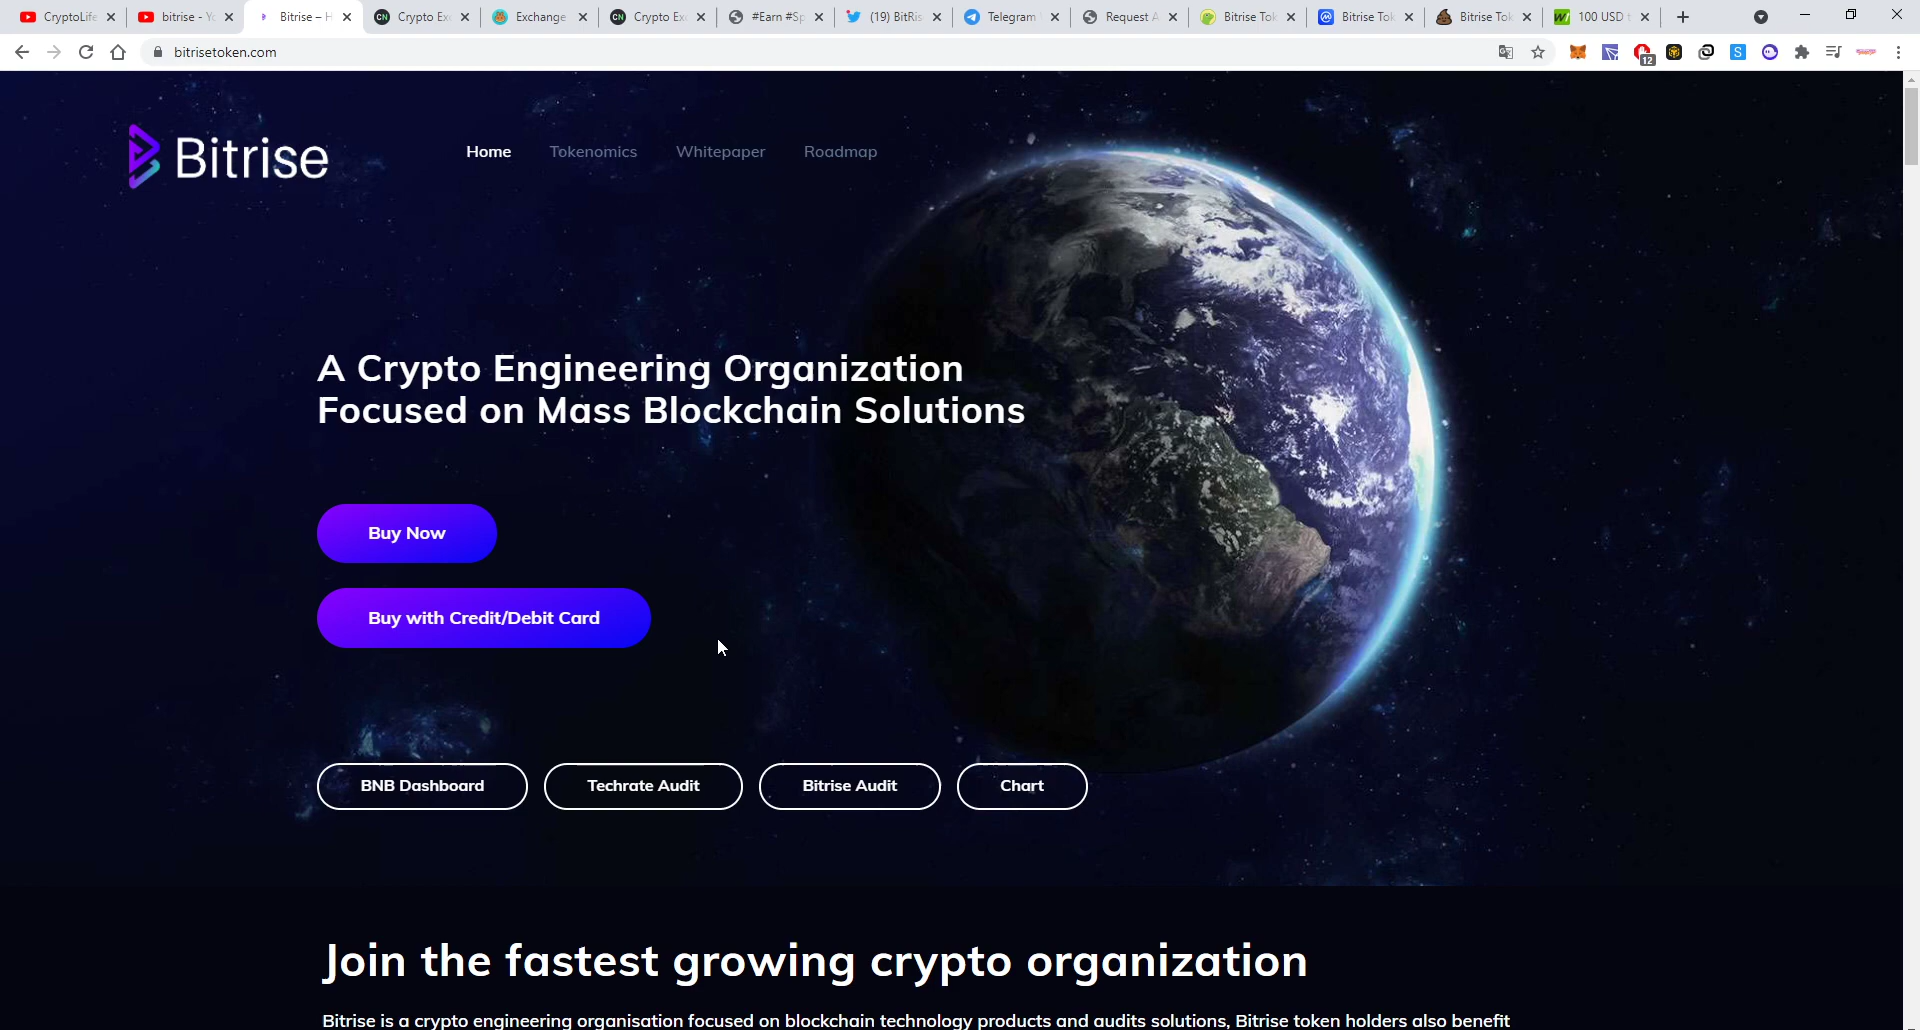 CryptoLife
bitrise - Yo
Bitrise – H
Crypto Ex
Exchange
Crypto Ex
#Earn #Sp
(19) BitRis
Telegram
Request A
Bitrise Tok
Bitrise Tok
Bitrise Tok
100 USD t
bitrisetoken.com
12
Bitrise
Home
Tokenomics
Whitepaper
Roadmap
A Crypto Engineering Organization
Focused on Mass Blockchain Solutions
Buy Now
Buy with Credit/Debit Card
BNB Dashboard
Techrate Audit
Bitrise Audit
Chart
Join the fastest growing crypto organization
Bitrise is a crypto engineering organisation focused on blockchain technology products and audits solutions, Bitrise token holders also benefit